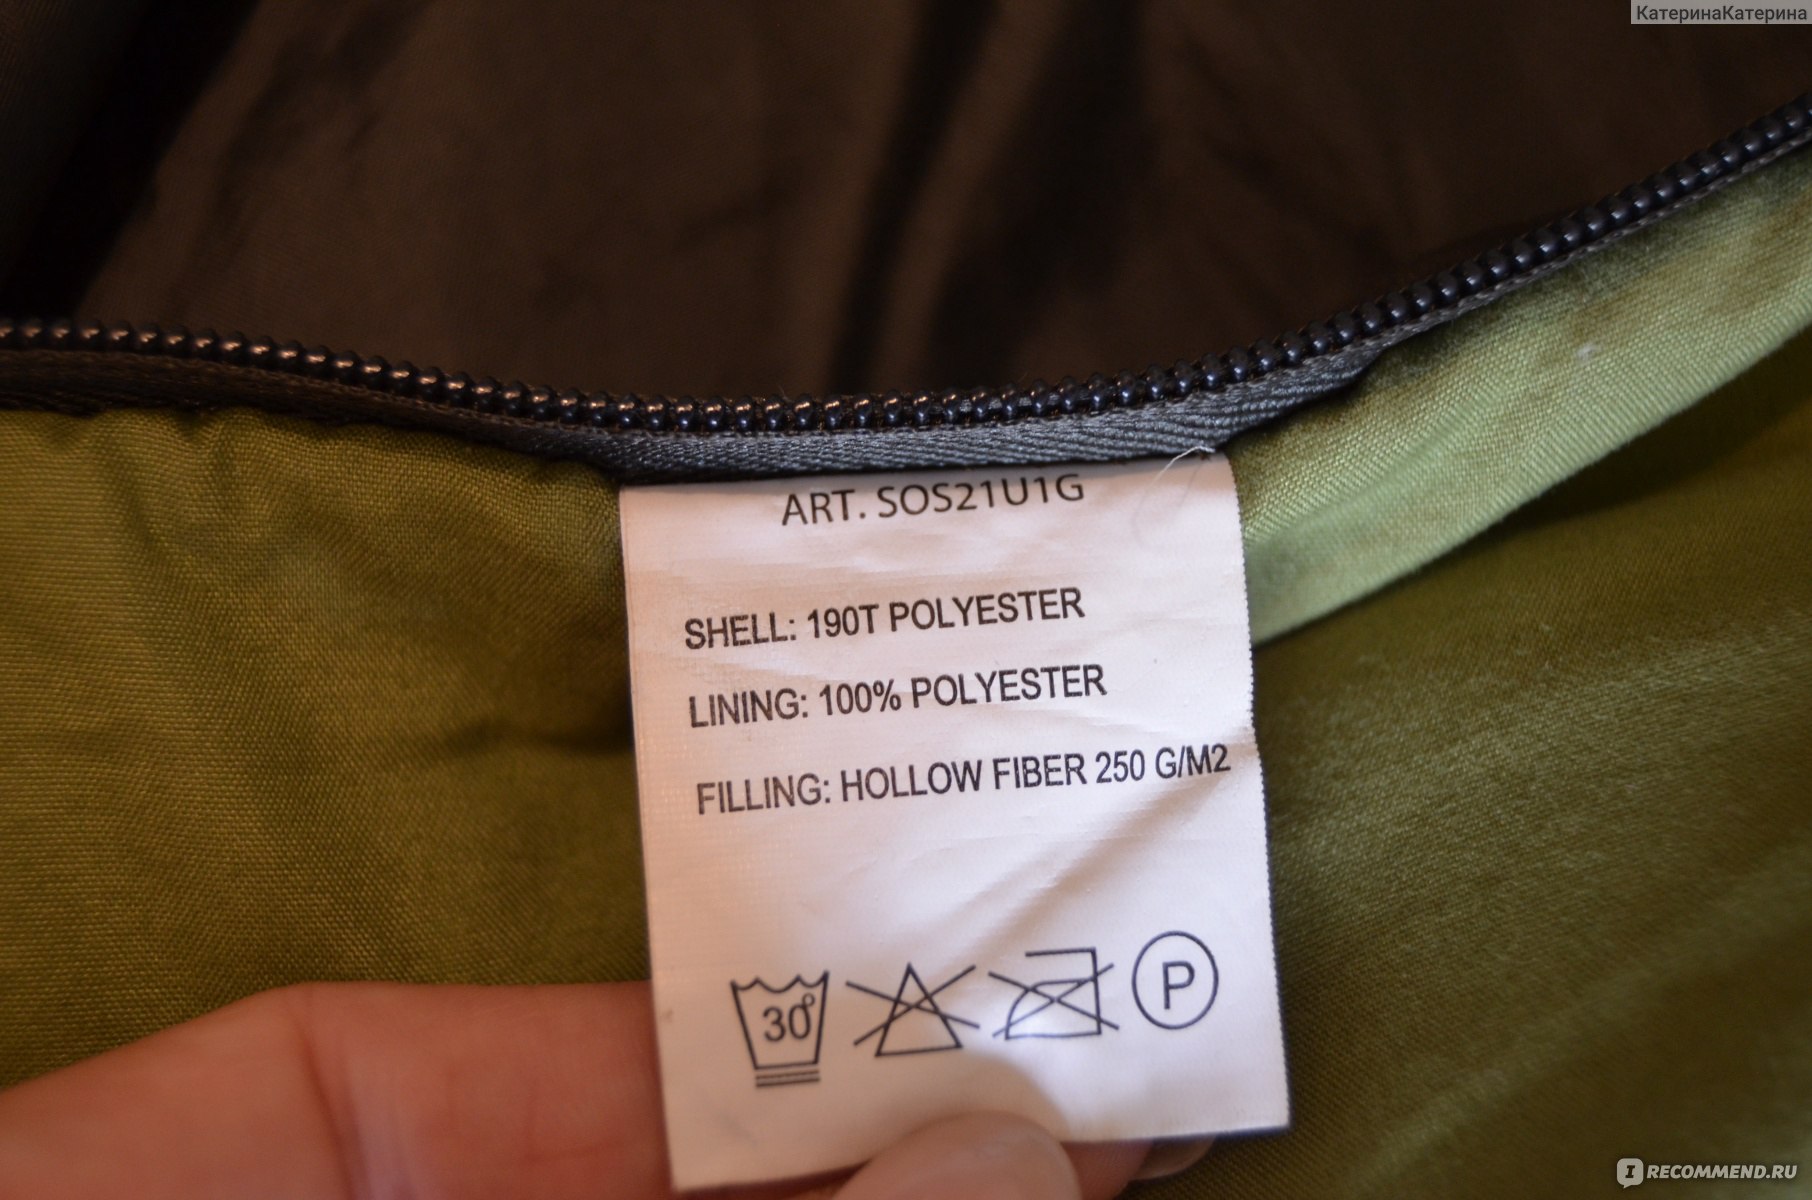 КатеринаКатерина
ART. SOS21U1G
SHELL: 190T POLYESTER
LINING: 100% POLYESTER
FILLING: HOLLOW FIBER 250 G/M2
30°
P
I RECOMMEND.RU